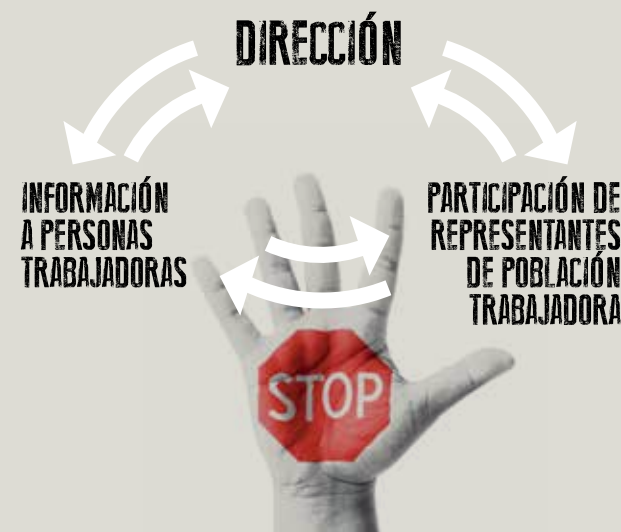 DIRECCIÓN
INFORMACIÓN
A PERSONAS
TRABAJADORAS
PARTICIPACIÓN DE
REPRESENTANTES
DE POBLACIÓN
TRABAJADORA
STOP